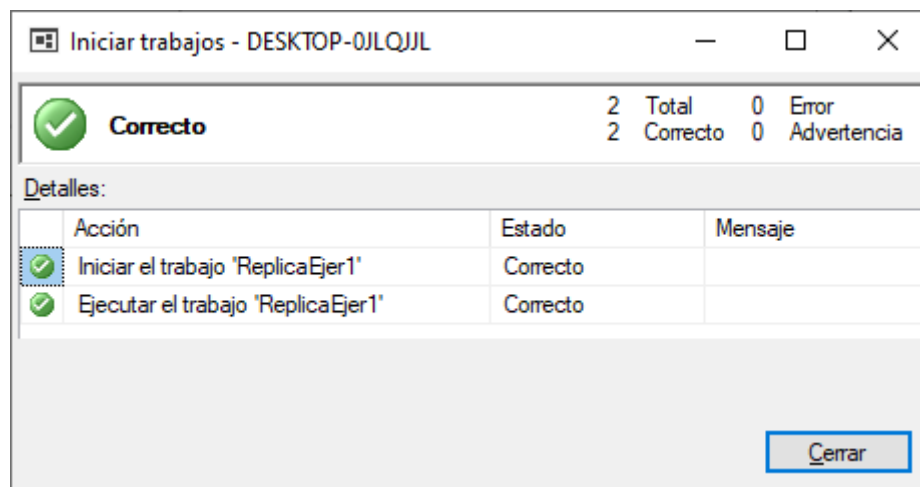 Iniciar trabajos - DESKTOP-0JLQJJL
Correcto
2 Total 0 Error
2 Correcto 0 Advertencia
Detalles:
Acción Estado Mensaje
Iniciar el trabajo "ReplicaEjer1" Correcto
Ejecutar el trabajo "ReplicaEjer1" Correcto
Cerrar